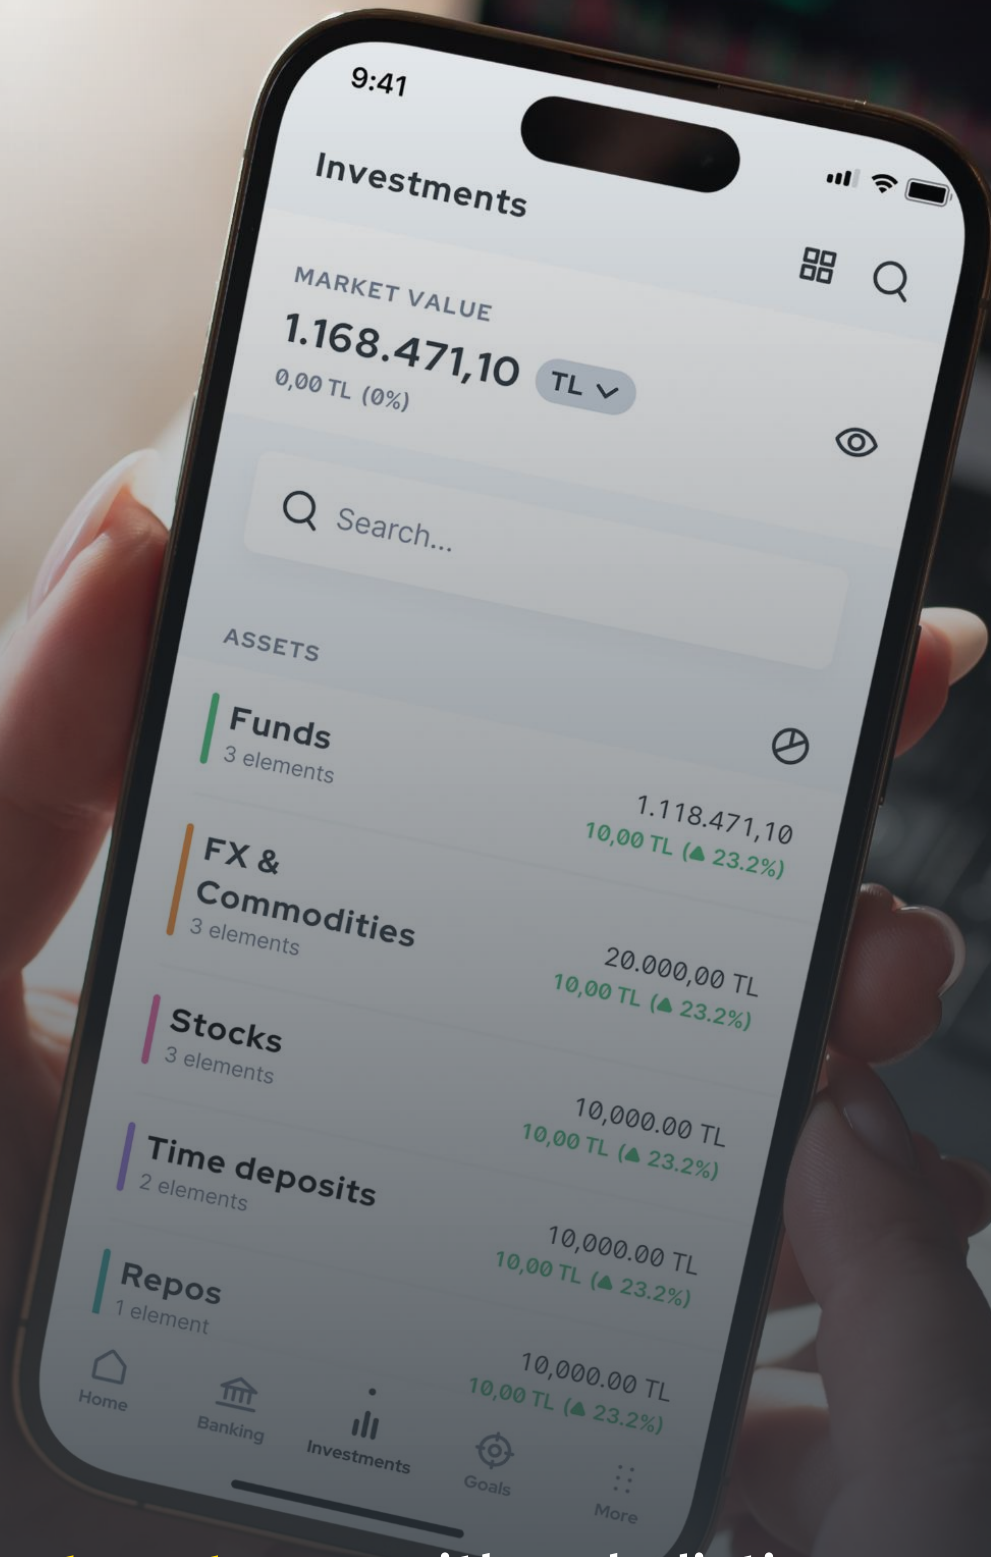 9:41
Investments
MARKET VALUE
1.168.471,10 TL
0,00 TL (0%)
Search...
ASSETS
Funds
3 elements
1.118.471,10
10,00 TL (▲ 23.2%)
FX &
Commodities
3 elements
20.000,00 TL
10,00 TL (▲ 23.2%)
Stocks
3 elements
10,000.00 TL
10,00 TL (▲ 23.2%)
Time deposits
2 elements
10,000.00 TL
10,00 TL (▲ 23.2%)
Repos
1 element
10,000.00 TL
10,00 TL (▲ 23.2%)
Home
Banking
Investments
Goals
More